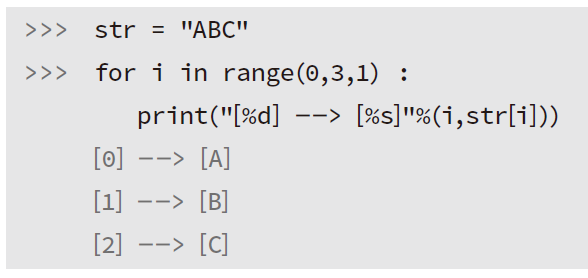 >>> str = "ABC"
>>> for i in range(0,3,1) :
print("[%d] --> [%s]"%(i,str[i]))
[0] --> [A]
[1] --> [B]
[2] --> [C]